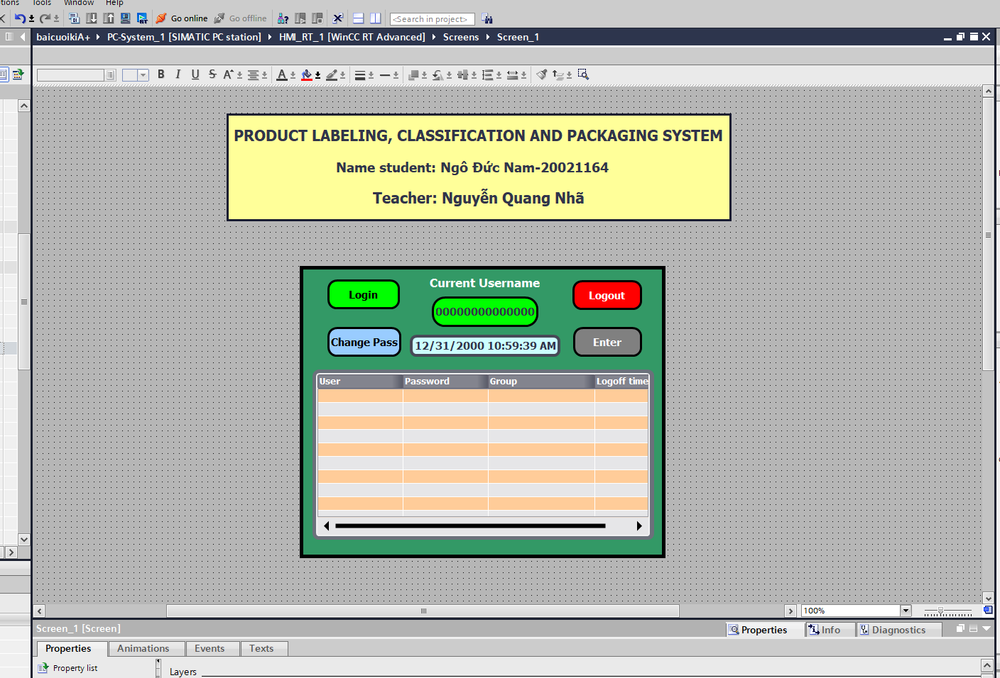 tions Tools Window Help
Go online Go offline <Search in project>
baicuoikiA+ PC-System_1 [SIMATIC PC station] HMI_RT_1 [WinCC RT Advanced] Screens Screen_1
B I U S A A
PRODUCT LABELING, CLASSIFICATION AND PACKAGING SYSTEM
Name student: Ngô Đức Nam-20021164
Teacher: Nguyễn Quang Nhã
Login Current Username Logout
00000000000000
Change Pass 12/31/2000 10:59:39 AM Enter
User Password Group Logoff time
100%
Screen_1 [Screen] Properties Info Diagnostics
Properties Animations Events Texts
Property list Layers